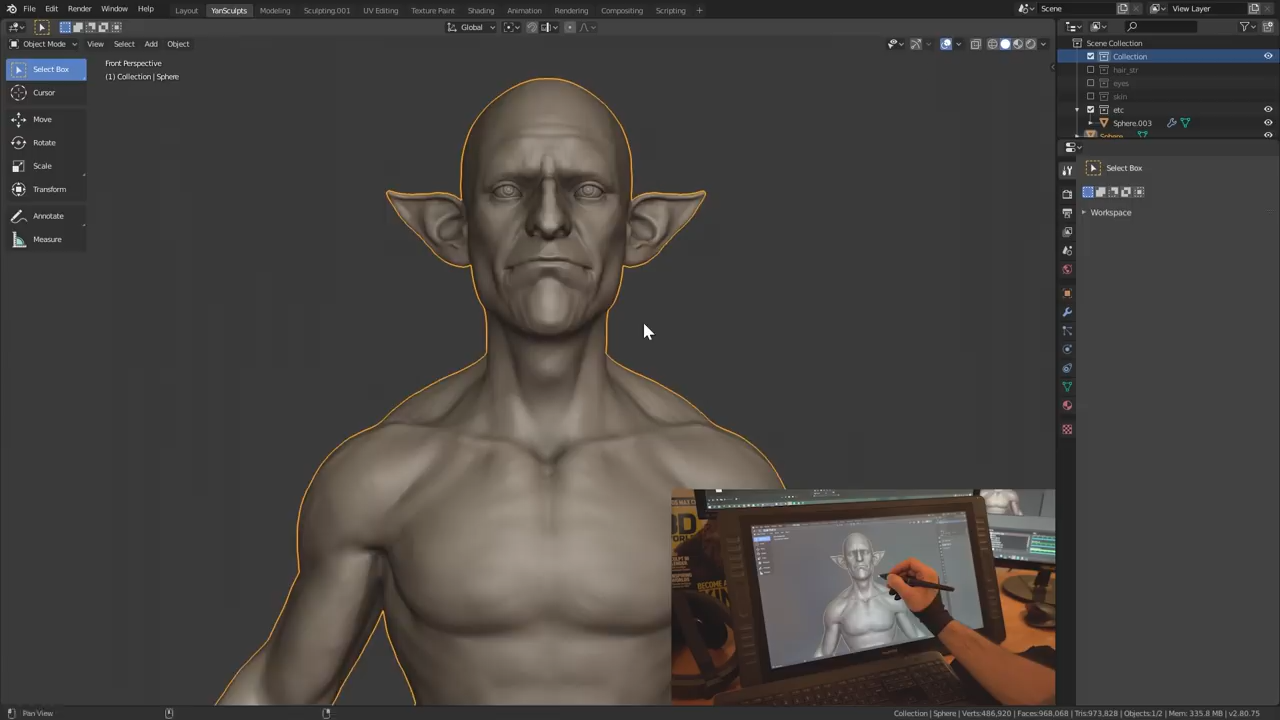 File Edit Render Window Help Layout YanSculpts Modeling Sculpting.001 UV Editing Texture Paint Shading Animation Rendering Compositing Scripting + Scene View Layer
Global
Object Mode View Select Add Object
Scene Collection
Collection
hair_str
eyes
skin
etc
Sphere.003
Sphere
Select Box
Cursor
Move
Rotate
Scale
Transform
Annotate
Measure
Front Perspective
(1) Collection | Sphere
Select Box
Workspace
3D
WORLD
BECOME A
Pan View
Collection | Sphere | Verts:486,920 | Faces:968,068 | Tris:973,828 | Objects:1/2 | Mem: 335.8 MB | v2.80.75